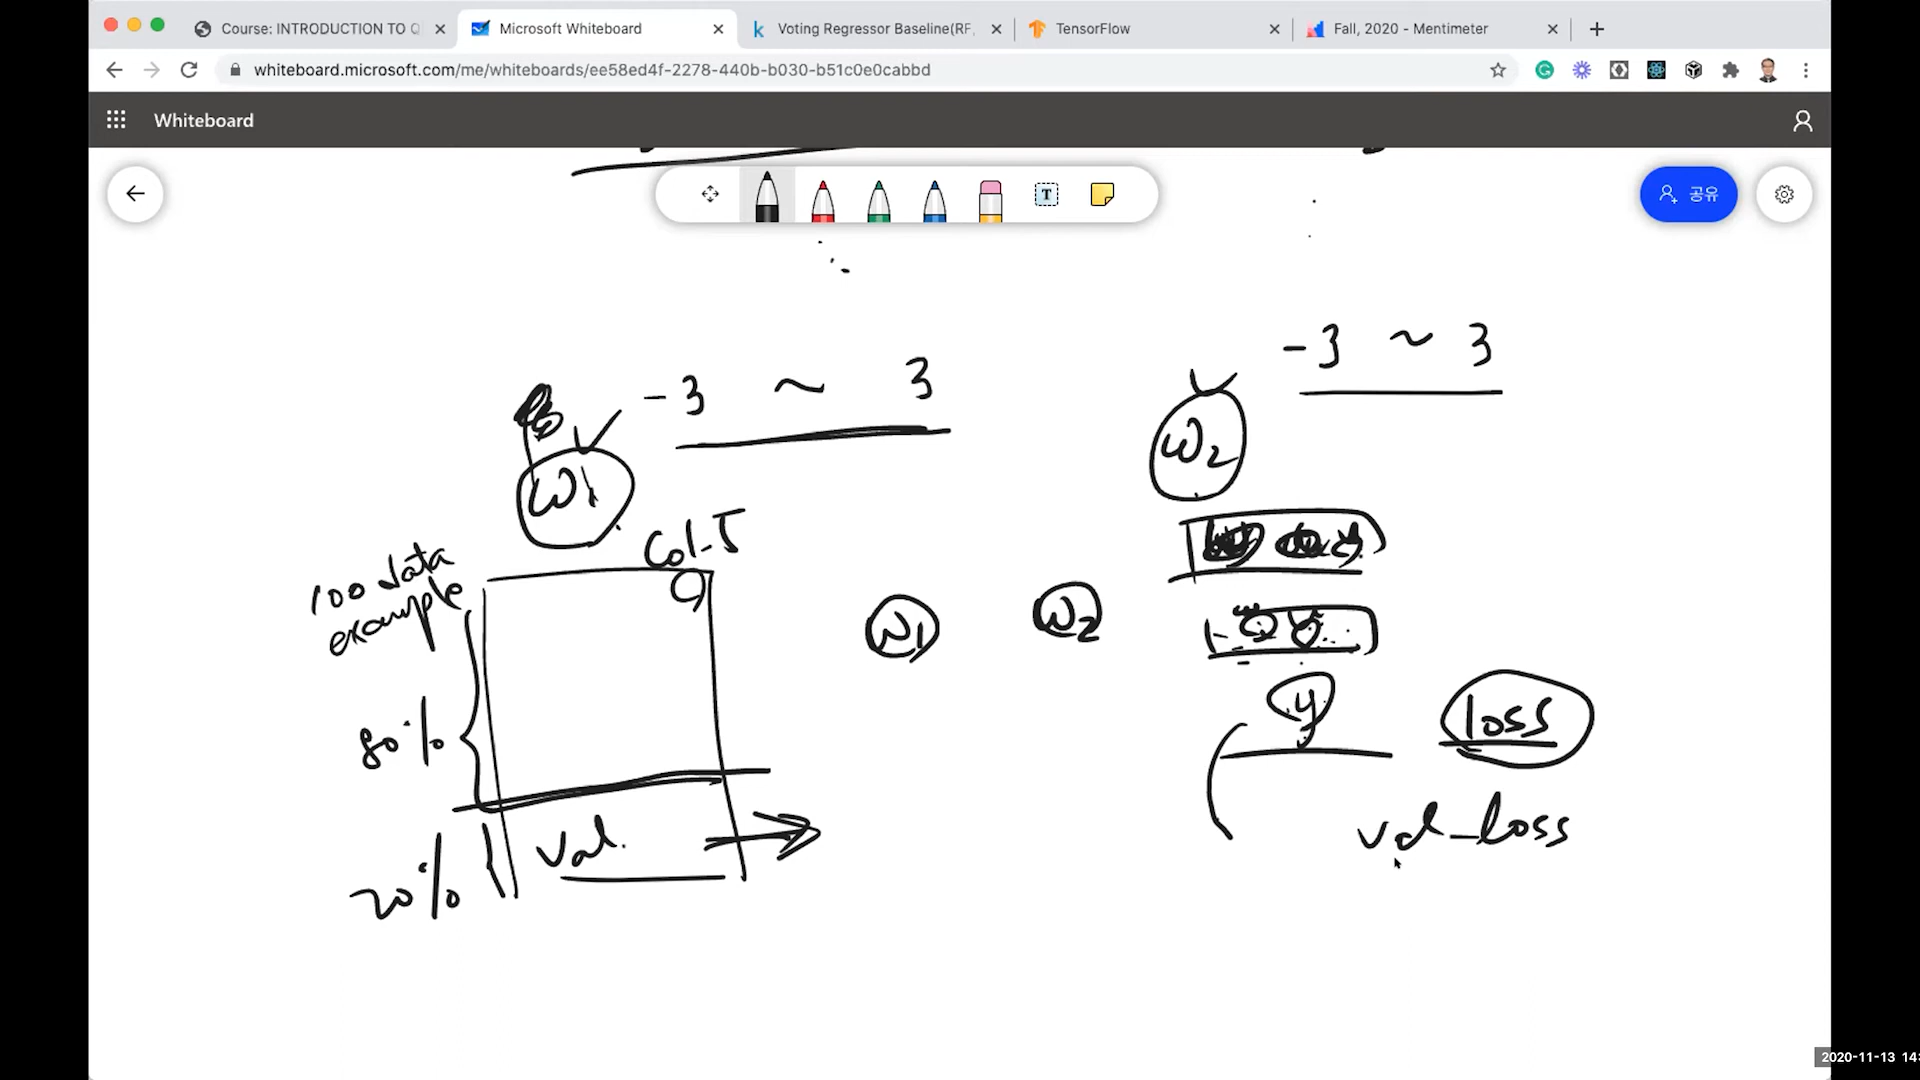 Course: INTRODUCTION TO Q
Microsoft Whiteboard
Voting Regressor Baseline(RF,
TensorFlow
Fall, 2020 - Mentimeter
whiteboard.microsoft.com/me/whiteboards/ee58ed4f-2278-440b-b030-b51c0e0cabbd
Whiteboard
공유
-3 ~ 3
-3 ~ 3
w1
w2
100 data
example
w1
w2
y
loss
80%
val_loss
Val.
20%
2020-11-13 14: